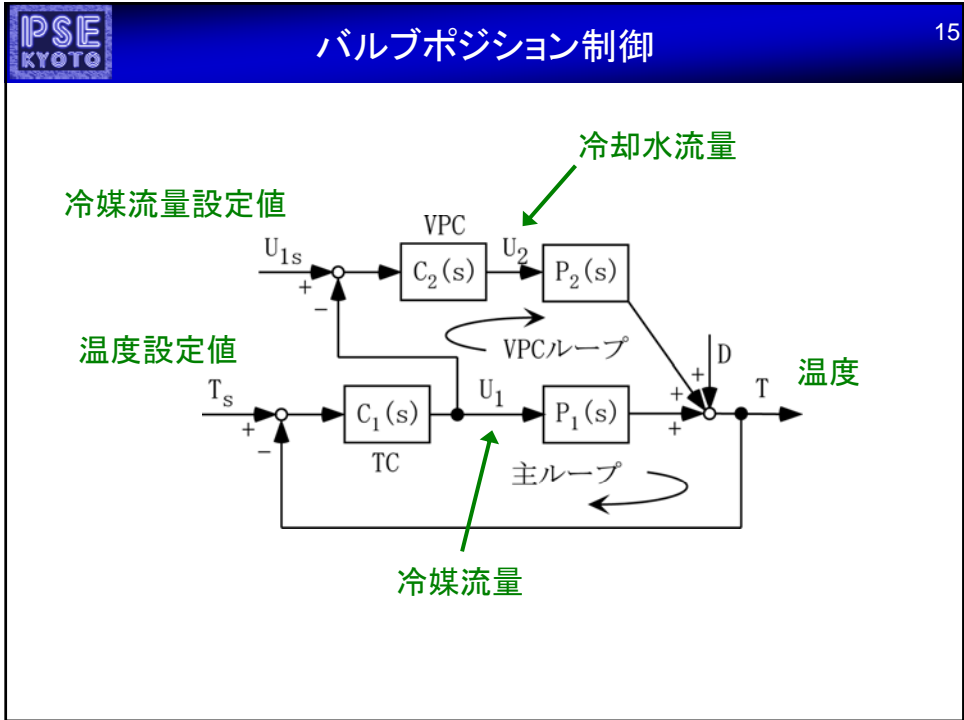 PSE
KYOTO
バルブポジション制御
15
冷却水流量
冷媒流量設定値
VPC
U1s
C2(s)
U2
P2(s)
+
−
VPCループ
温度設定値
D
+
+
温度
Ts
C1(s)
U1
P1(s)
T
+
−
+
TC
主ループ
冷媒流量